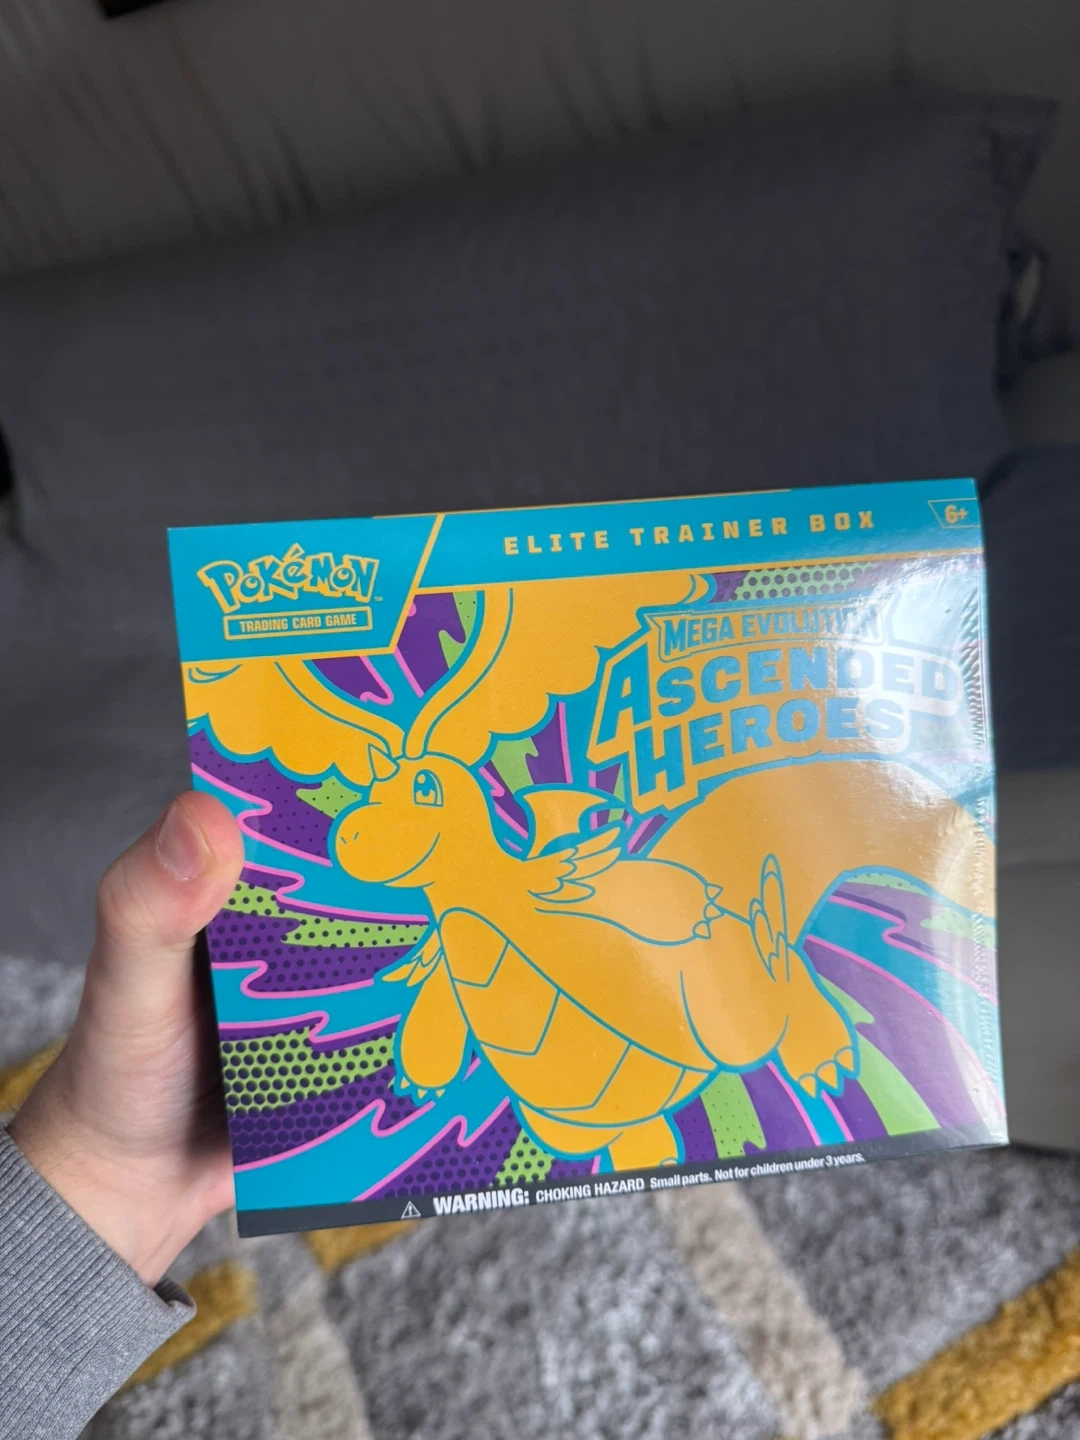 POKéMON™
TRADING CARD GAME
ELITE TRAINER BOX
6+
MEGA EVOLUTION
ASCENDED
HEROES
WARNING: CHOKING HAZARD Small parts. Not for children under 3 years.